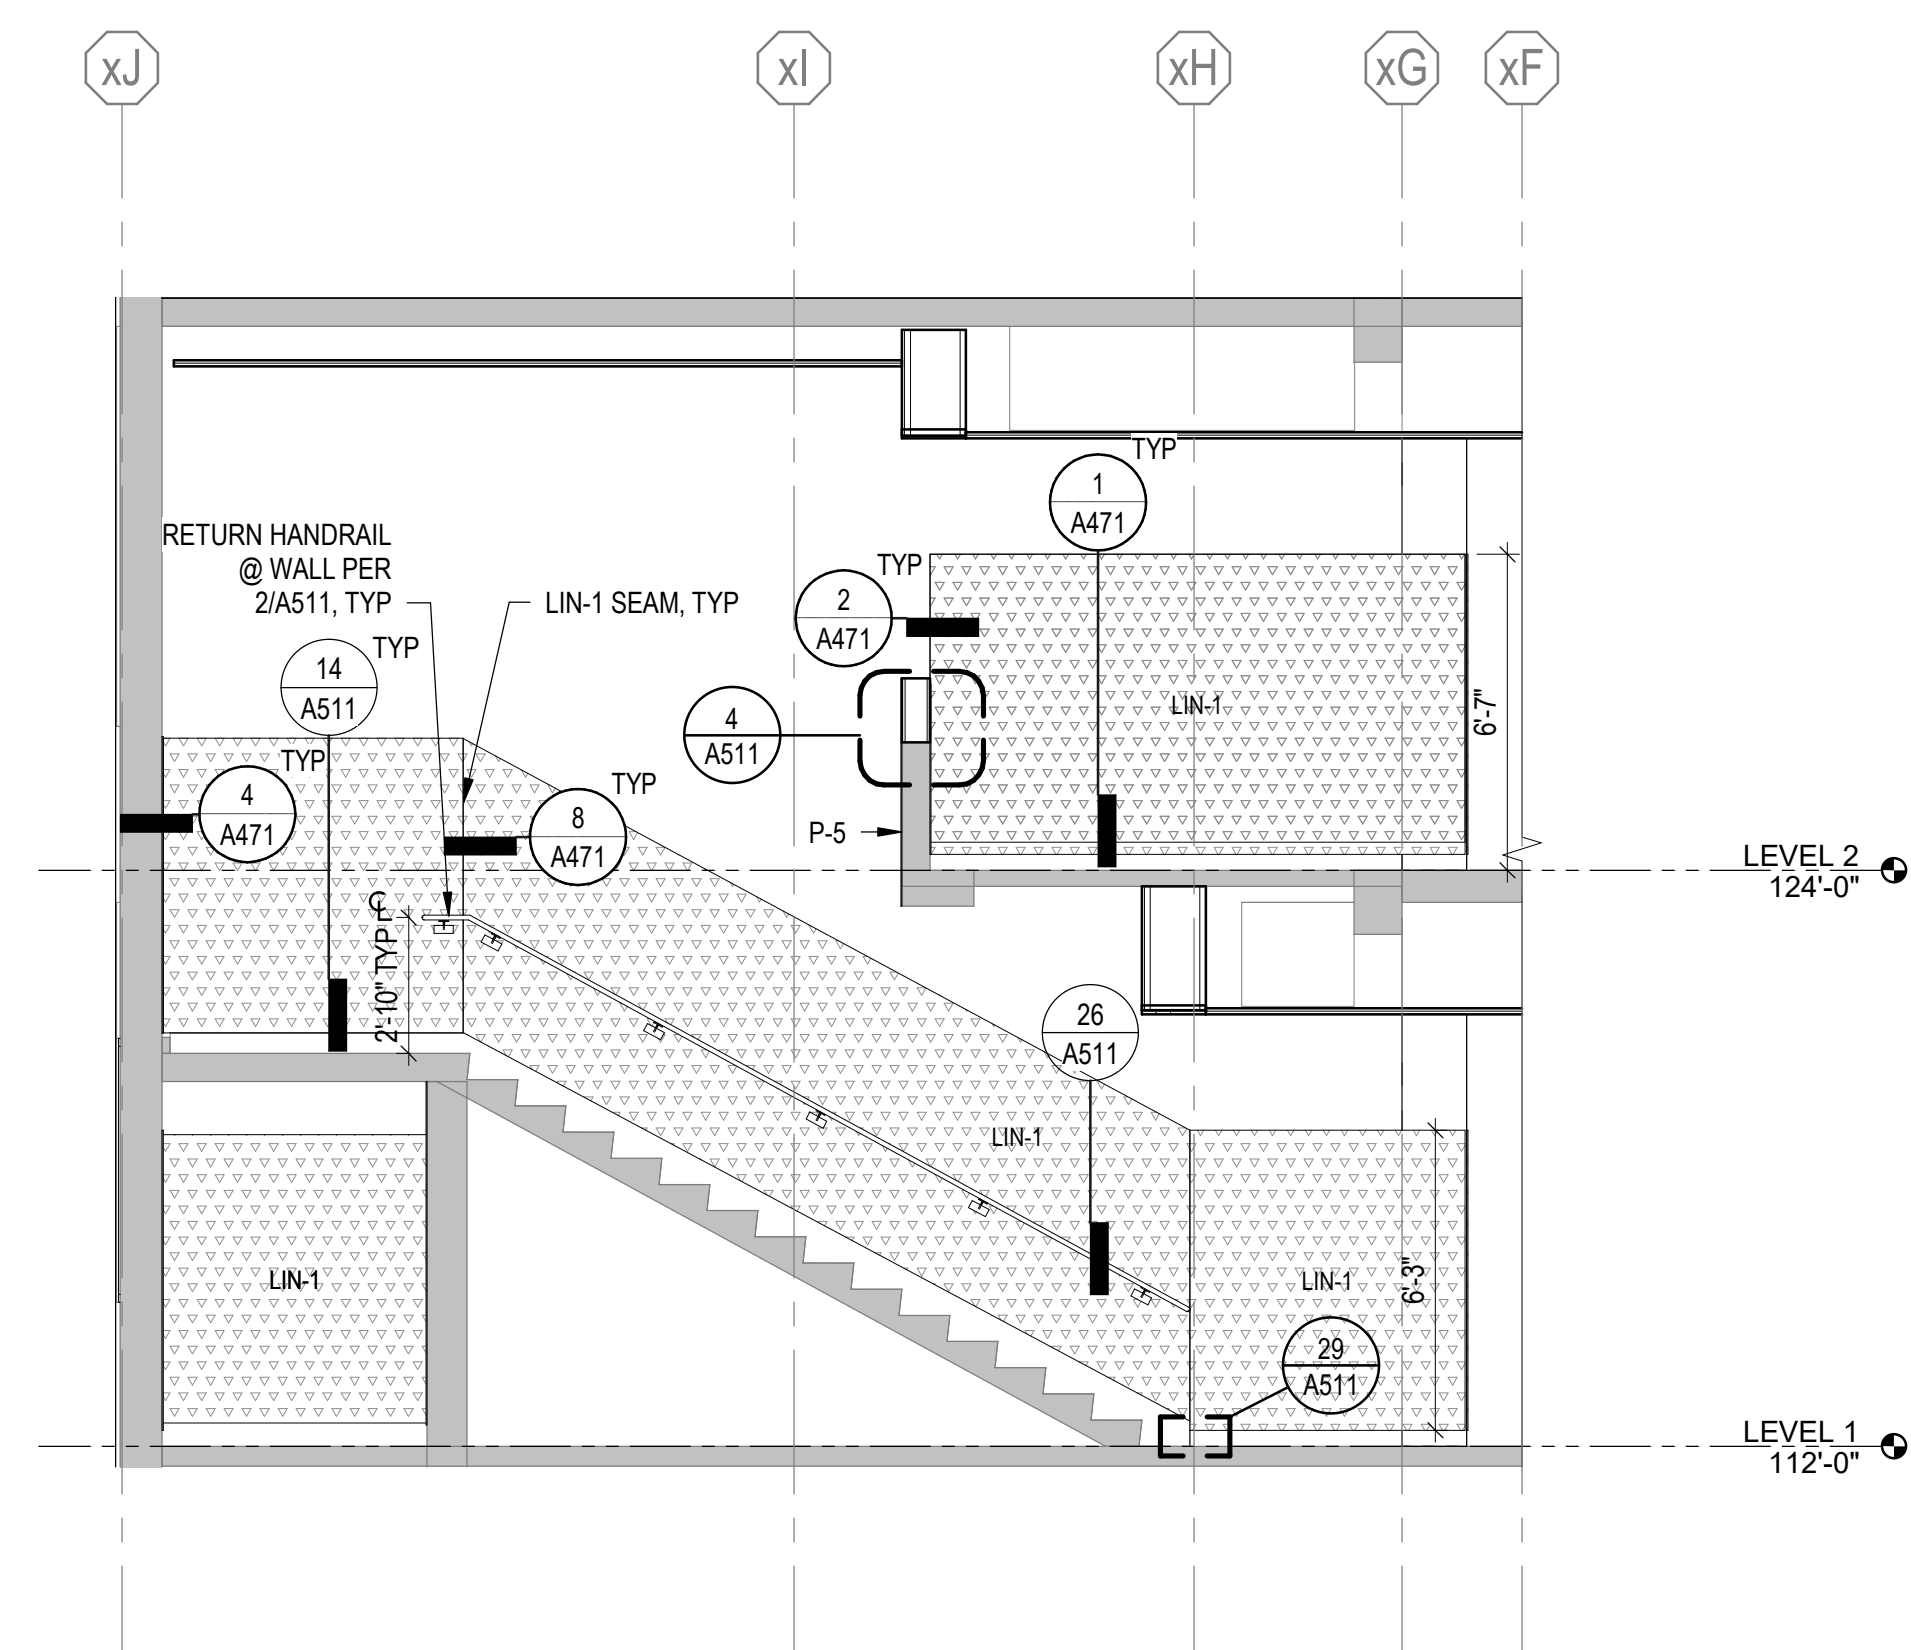 xJ
xI
xH
xG
xF
TYP
1
A471
RETURN HANDRAIL
@ WALL PER
2/A511, TYP
LIN-1 SEAM, TYP
TYP
2
A471
TYP
14
A511
4
A511
LIN-1
6'-7"
TYP
4
A471
TYP
8
A471
P-5
LEVEL 2
124'-0"
2'-10" TYP
26
A511
LIN-1
LIN-1
LIN-1
6'-3"
29
A511
LEVEL 1
112'-0"